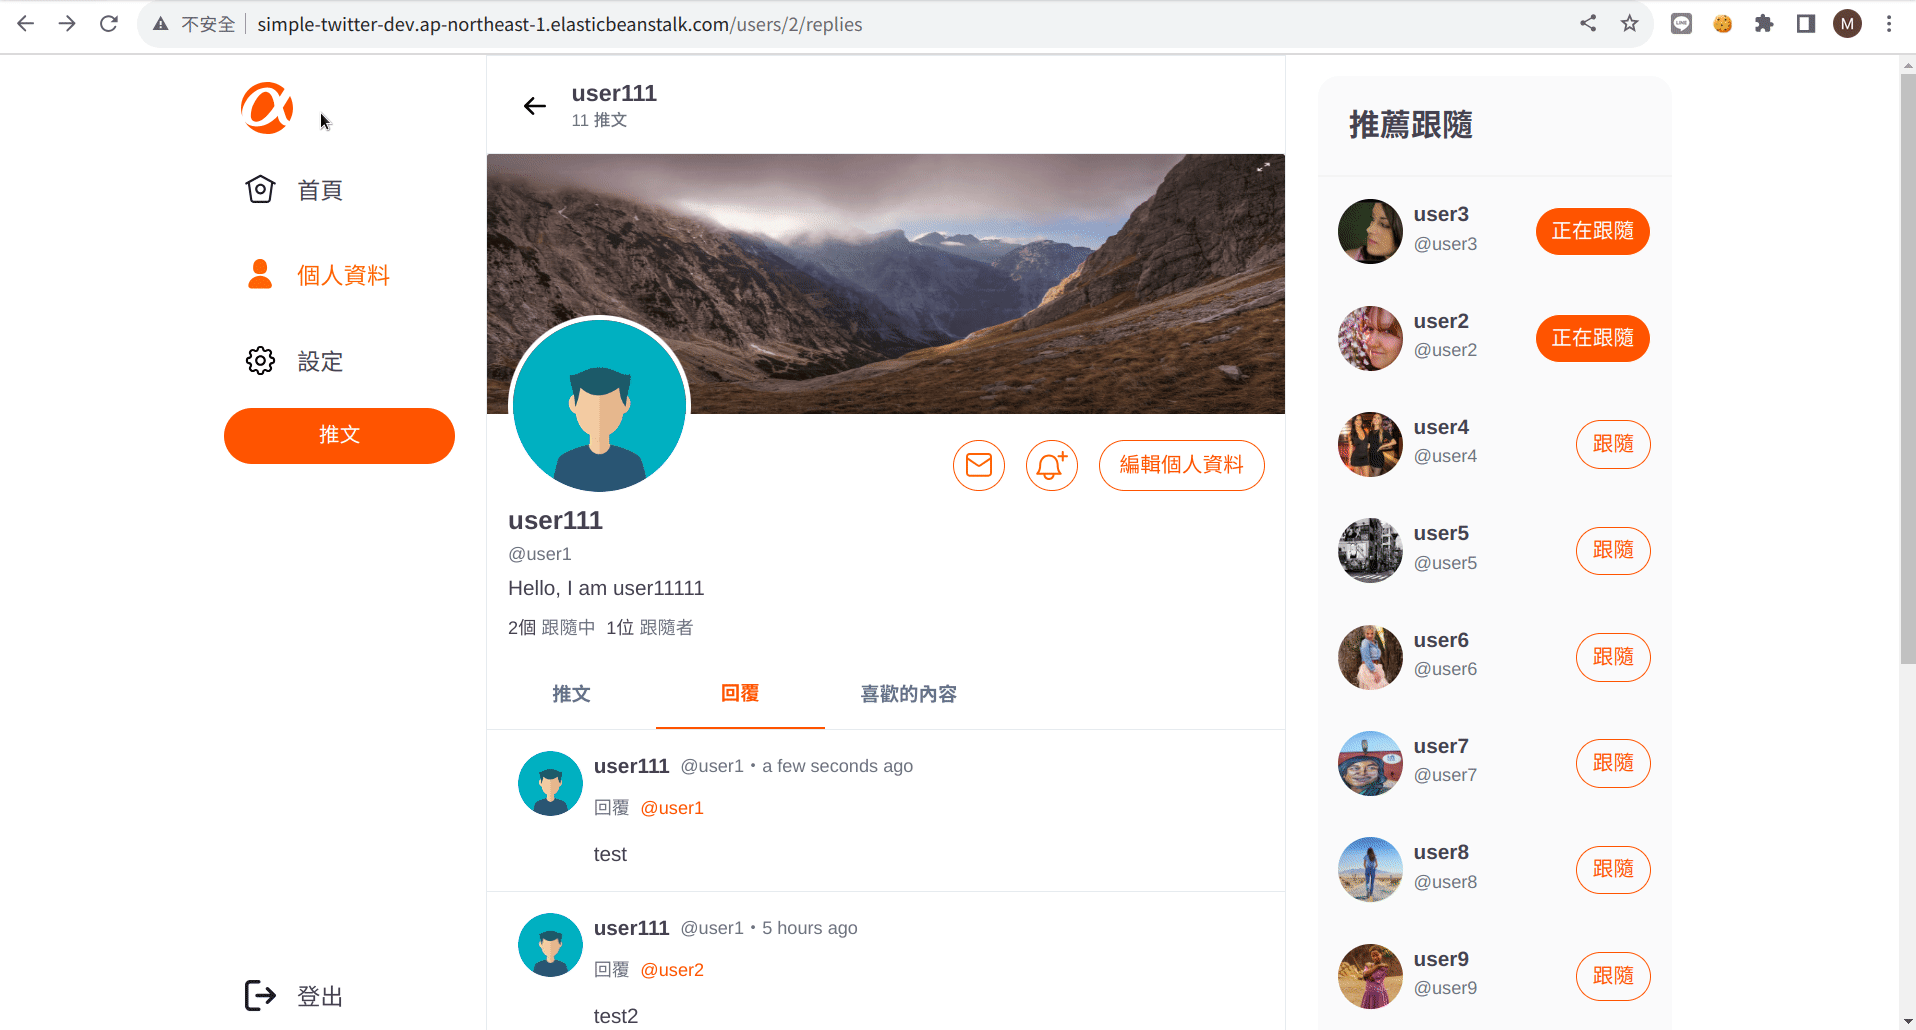 不安全 simple-twitter-dev.ap-northeast-1.elasticbeanstalk.com/users/2/replies
M
首頁
個人資料
設定
推文
登出
user111
11 推文
編輯個人資料
user111
@user1
Hello, I am user11111
2個 跟隨中 1位 跟隨者
推文 回覆 喜歡的內容
user111 @user1・a few seconds ago
回覆 @user1
test
user111 @user1・5 hours ago
回覆 @user2
test2
推薦跟隨
user3
@user3
正在跟隨
user2
@user2
正在跟隨
user4
@user4
跟隨
user5
@user5
跟隨
user6
@user6
跟隨
user7
@user7
跟隨
user8
@user8
跟隨
user9
@user9
跟隨